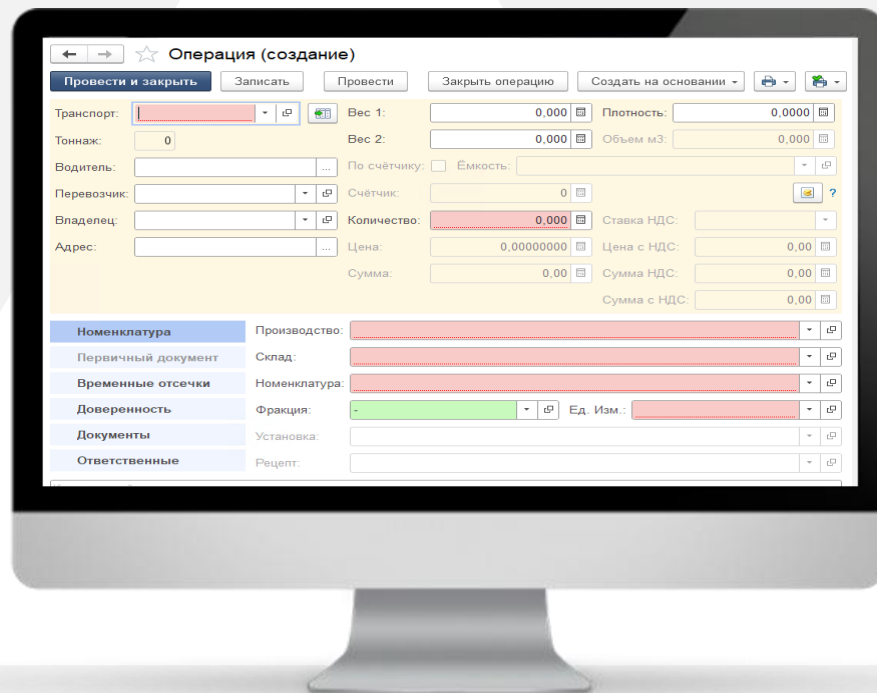 Операция (создание)
Провести и закрыть Записать Провести Закрыть операцию Создать на основании
Транспорт: Вес 1: 0,000 Плотность: 0,0000
Тоннаж: 0 Вес 2: 0,000 Объем м3: 0,000
Водитель: ... По счётчику: Ёмкость:
Перевозчик: Счётчик: 0 ?
Владелец: Количество: 0,000 Ставка НДС:
Адрес: ... Цена: 0,00000000 Цена с НДС: 0,00
Сумма: 0,00 Сумма НДС: 0,00
Сумма с НДС: 0,00
Номенклатура Производство:
Первичный документ Склад:
Временные отсечки Номенклатура:
Доверенность Фракция: - Ед. Изм.:
Документы Установка:
Ответственные Рецепт: